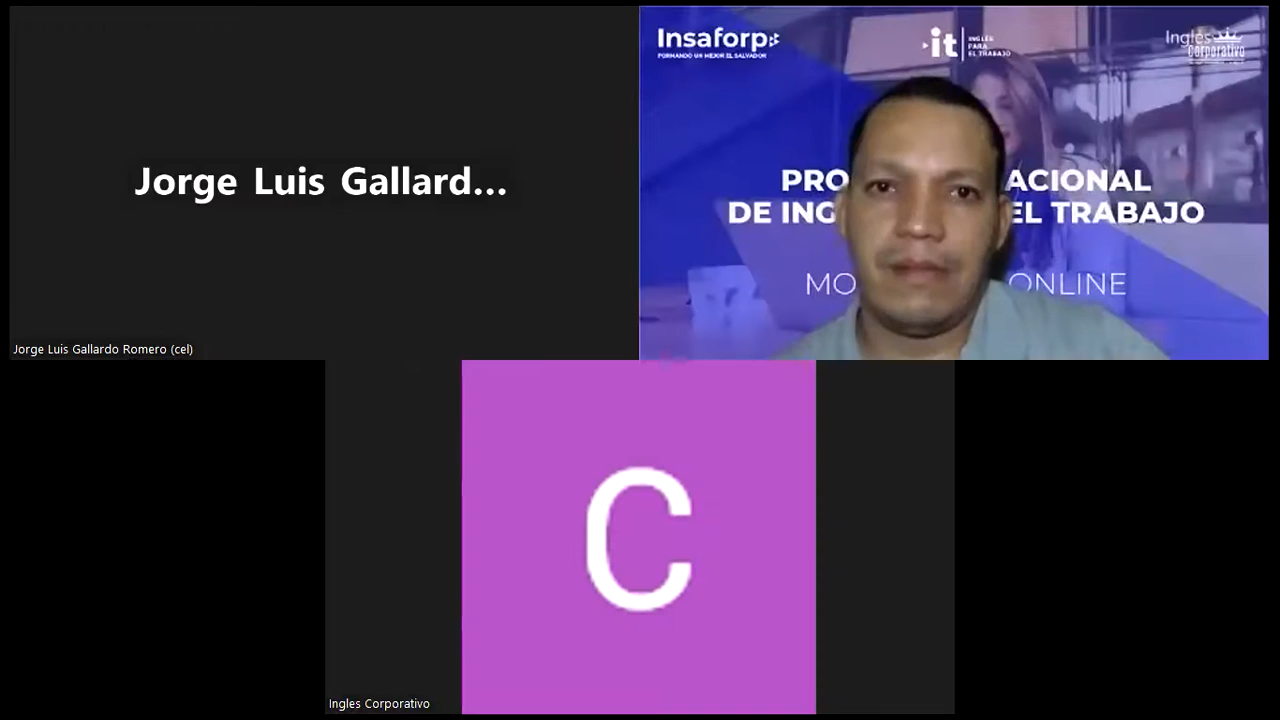 Jorge Luis Gallard...
Jorge Luis Gallardo Romero (cel)
Insaforp
FORMANDO UN MEJOR EL SALVADOR
it
INGLÉS
PARA
EL TRABAJO
Inglés
Corporativo
PRO ACIONAL
DE ING EL TRABAJO
MO ONLINE
C
Ingles Corporativo